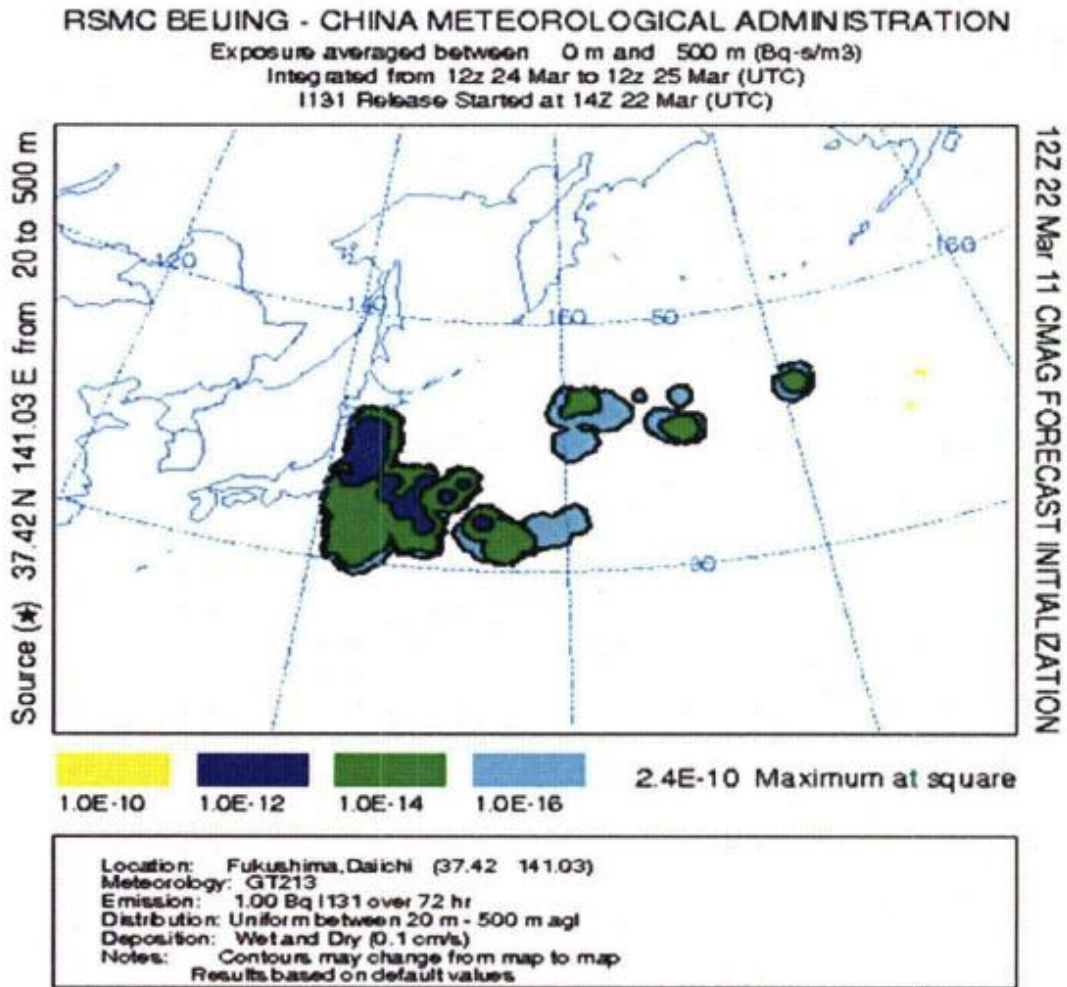 RSMC BEIJING - CHINA METEOROLOGICAL ADMINISTRATION
Exposure averaged between 0 m and 500 m (Bq-s/m3)
Integrated from 12z 24 Mar to 12z 25 Mar (UTC)
I131 Release Started at 14Z 22 Mar (UTC)
Source (★) 37.42 N 141.03 E from 20 to 500 m
12Z 22 Mar 11 CMAG FORECAST INITIALIZATION
120
160
140
160
50
30
1.0E-10
1.0E-12
1.0E-14
1.0E-16
2.4E-10 Maximum at square
Location: Fukushima,Daiichi (37.42 141.03)
Meteorology: GT213
Emission: 1.00 Bq I131 over 72 hr
Distribution: Uniform between 20 m - 500 m agl
Deposition: Wet and Dry (0.1 cm/s)
Notes: Contours may change from map to map
Results based on default values